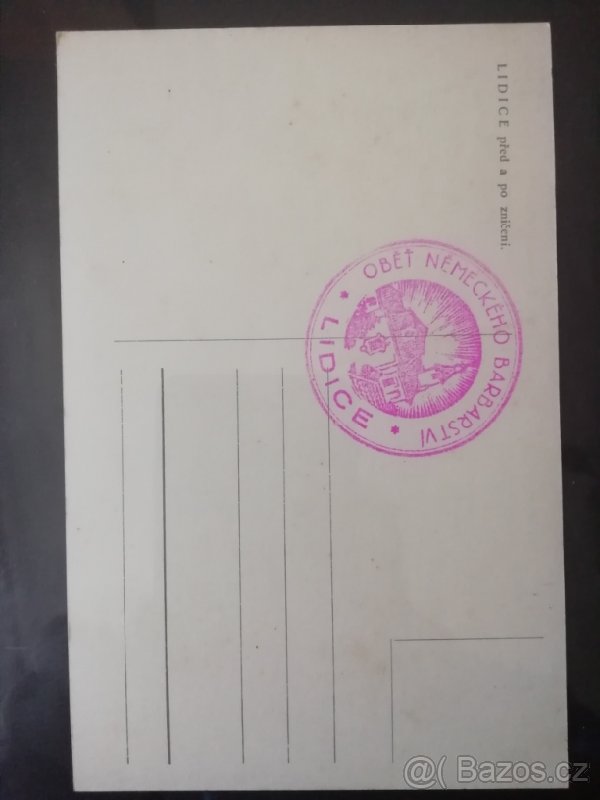 LIDICE před a po zničení.
OBĚŤ NĚMECKÉHO BARBARSTVÍ
* LIDICE *
@( Bazos.cz